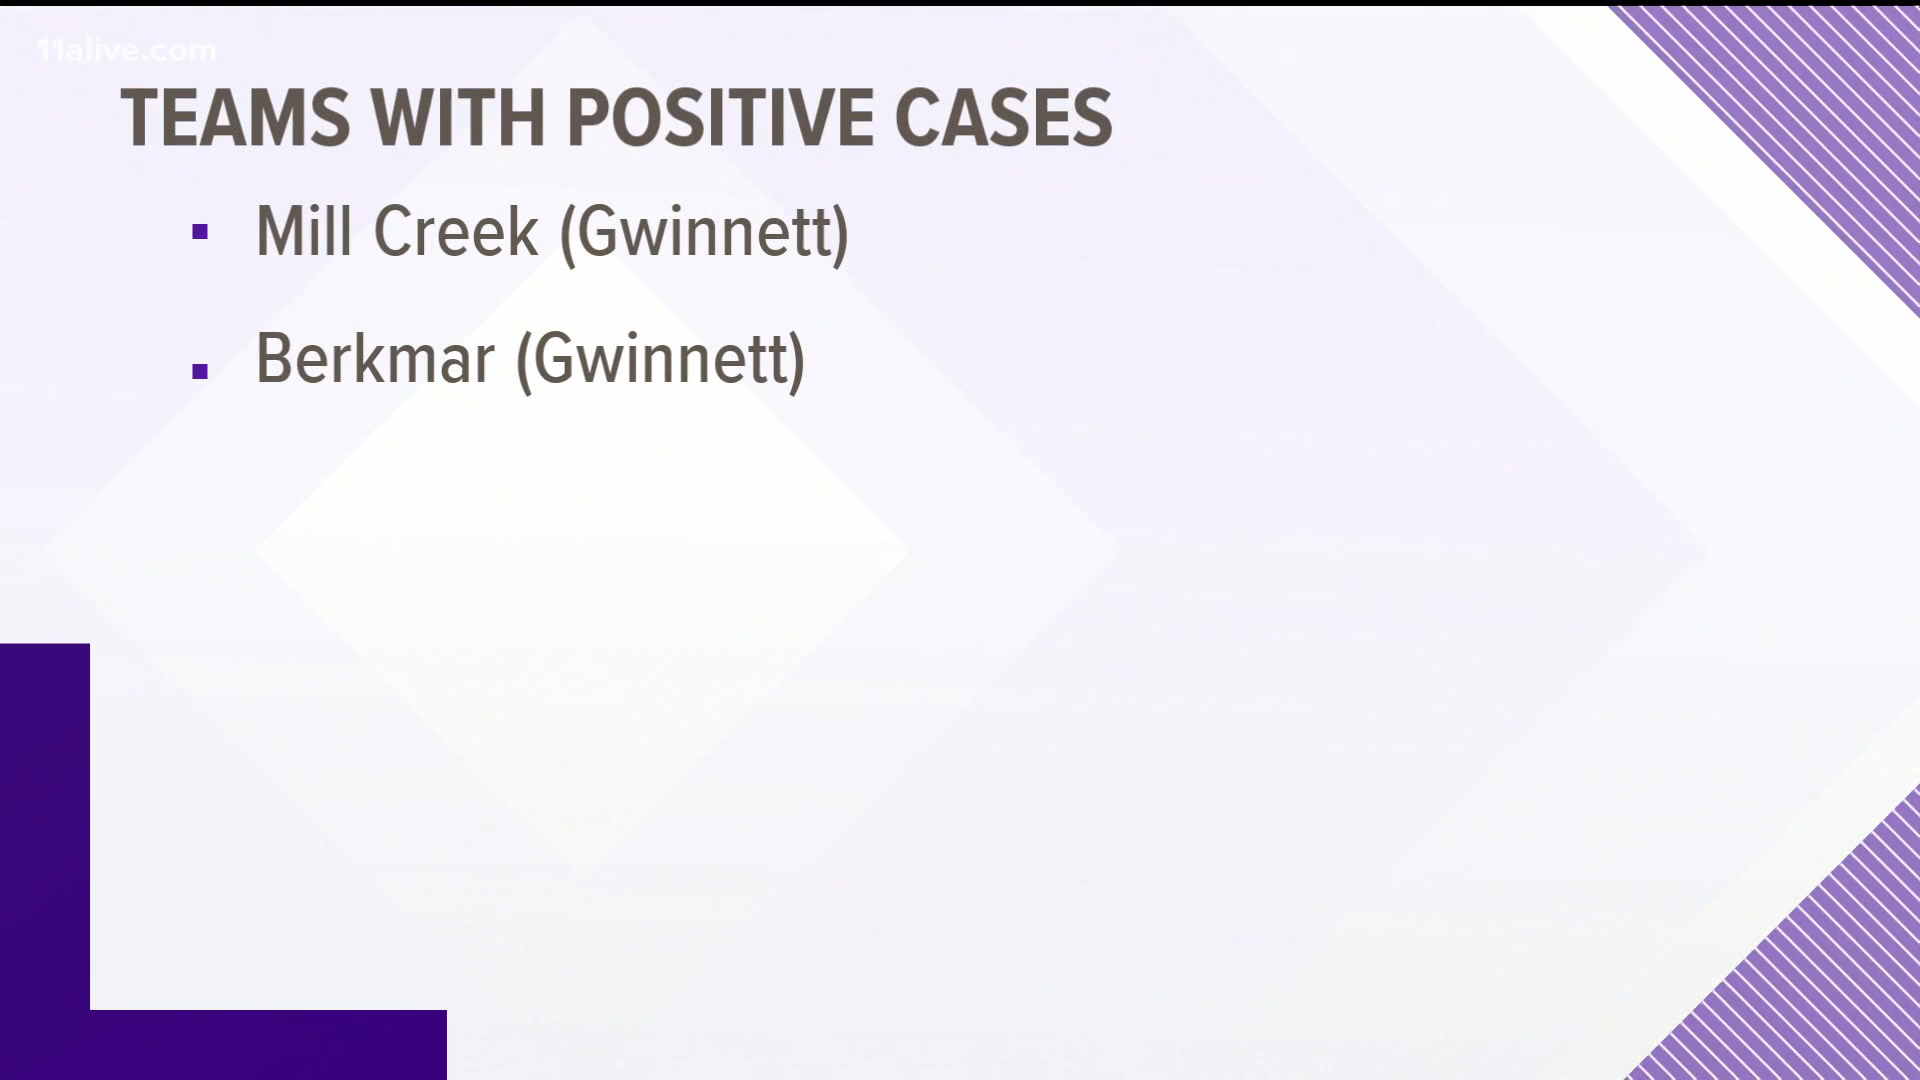 11alive.com
TEAMS WITH POSITIVE CASES
▪ Mill Creek (Gwinnett)
▪ Berkmar (Gwinnett)